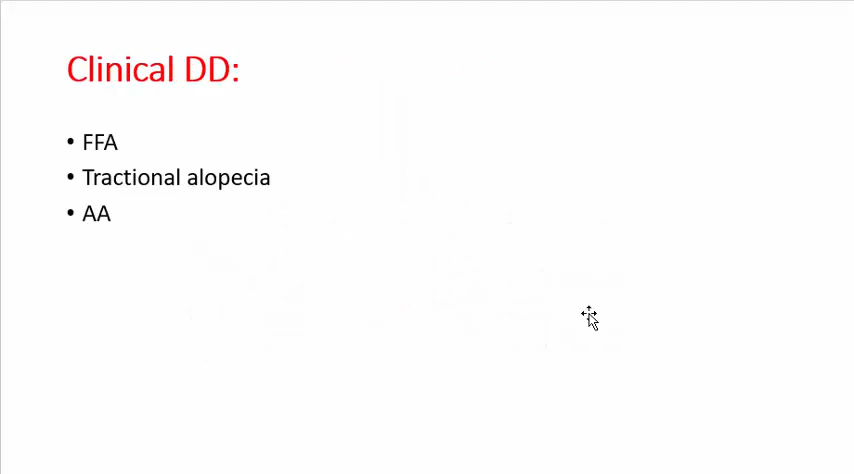 Clinical DD:
• FFA
• Tractional alopecia
• AA